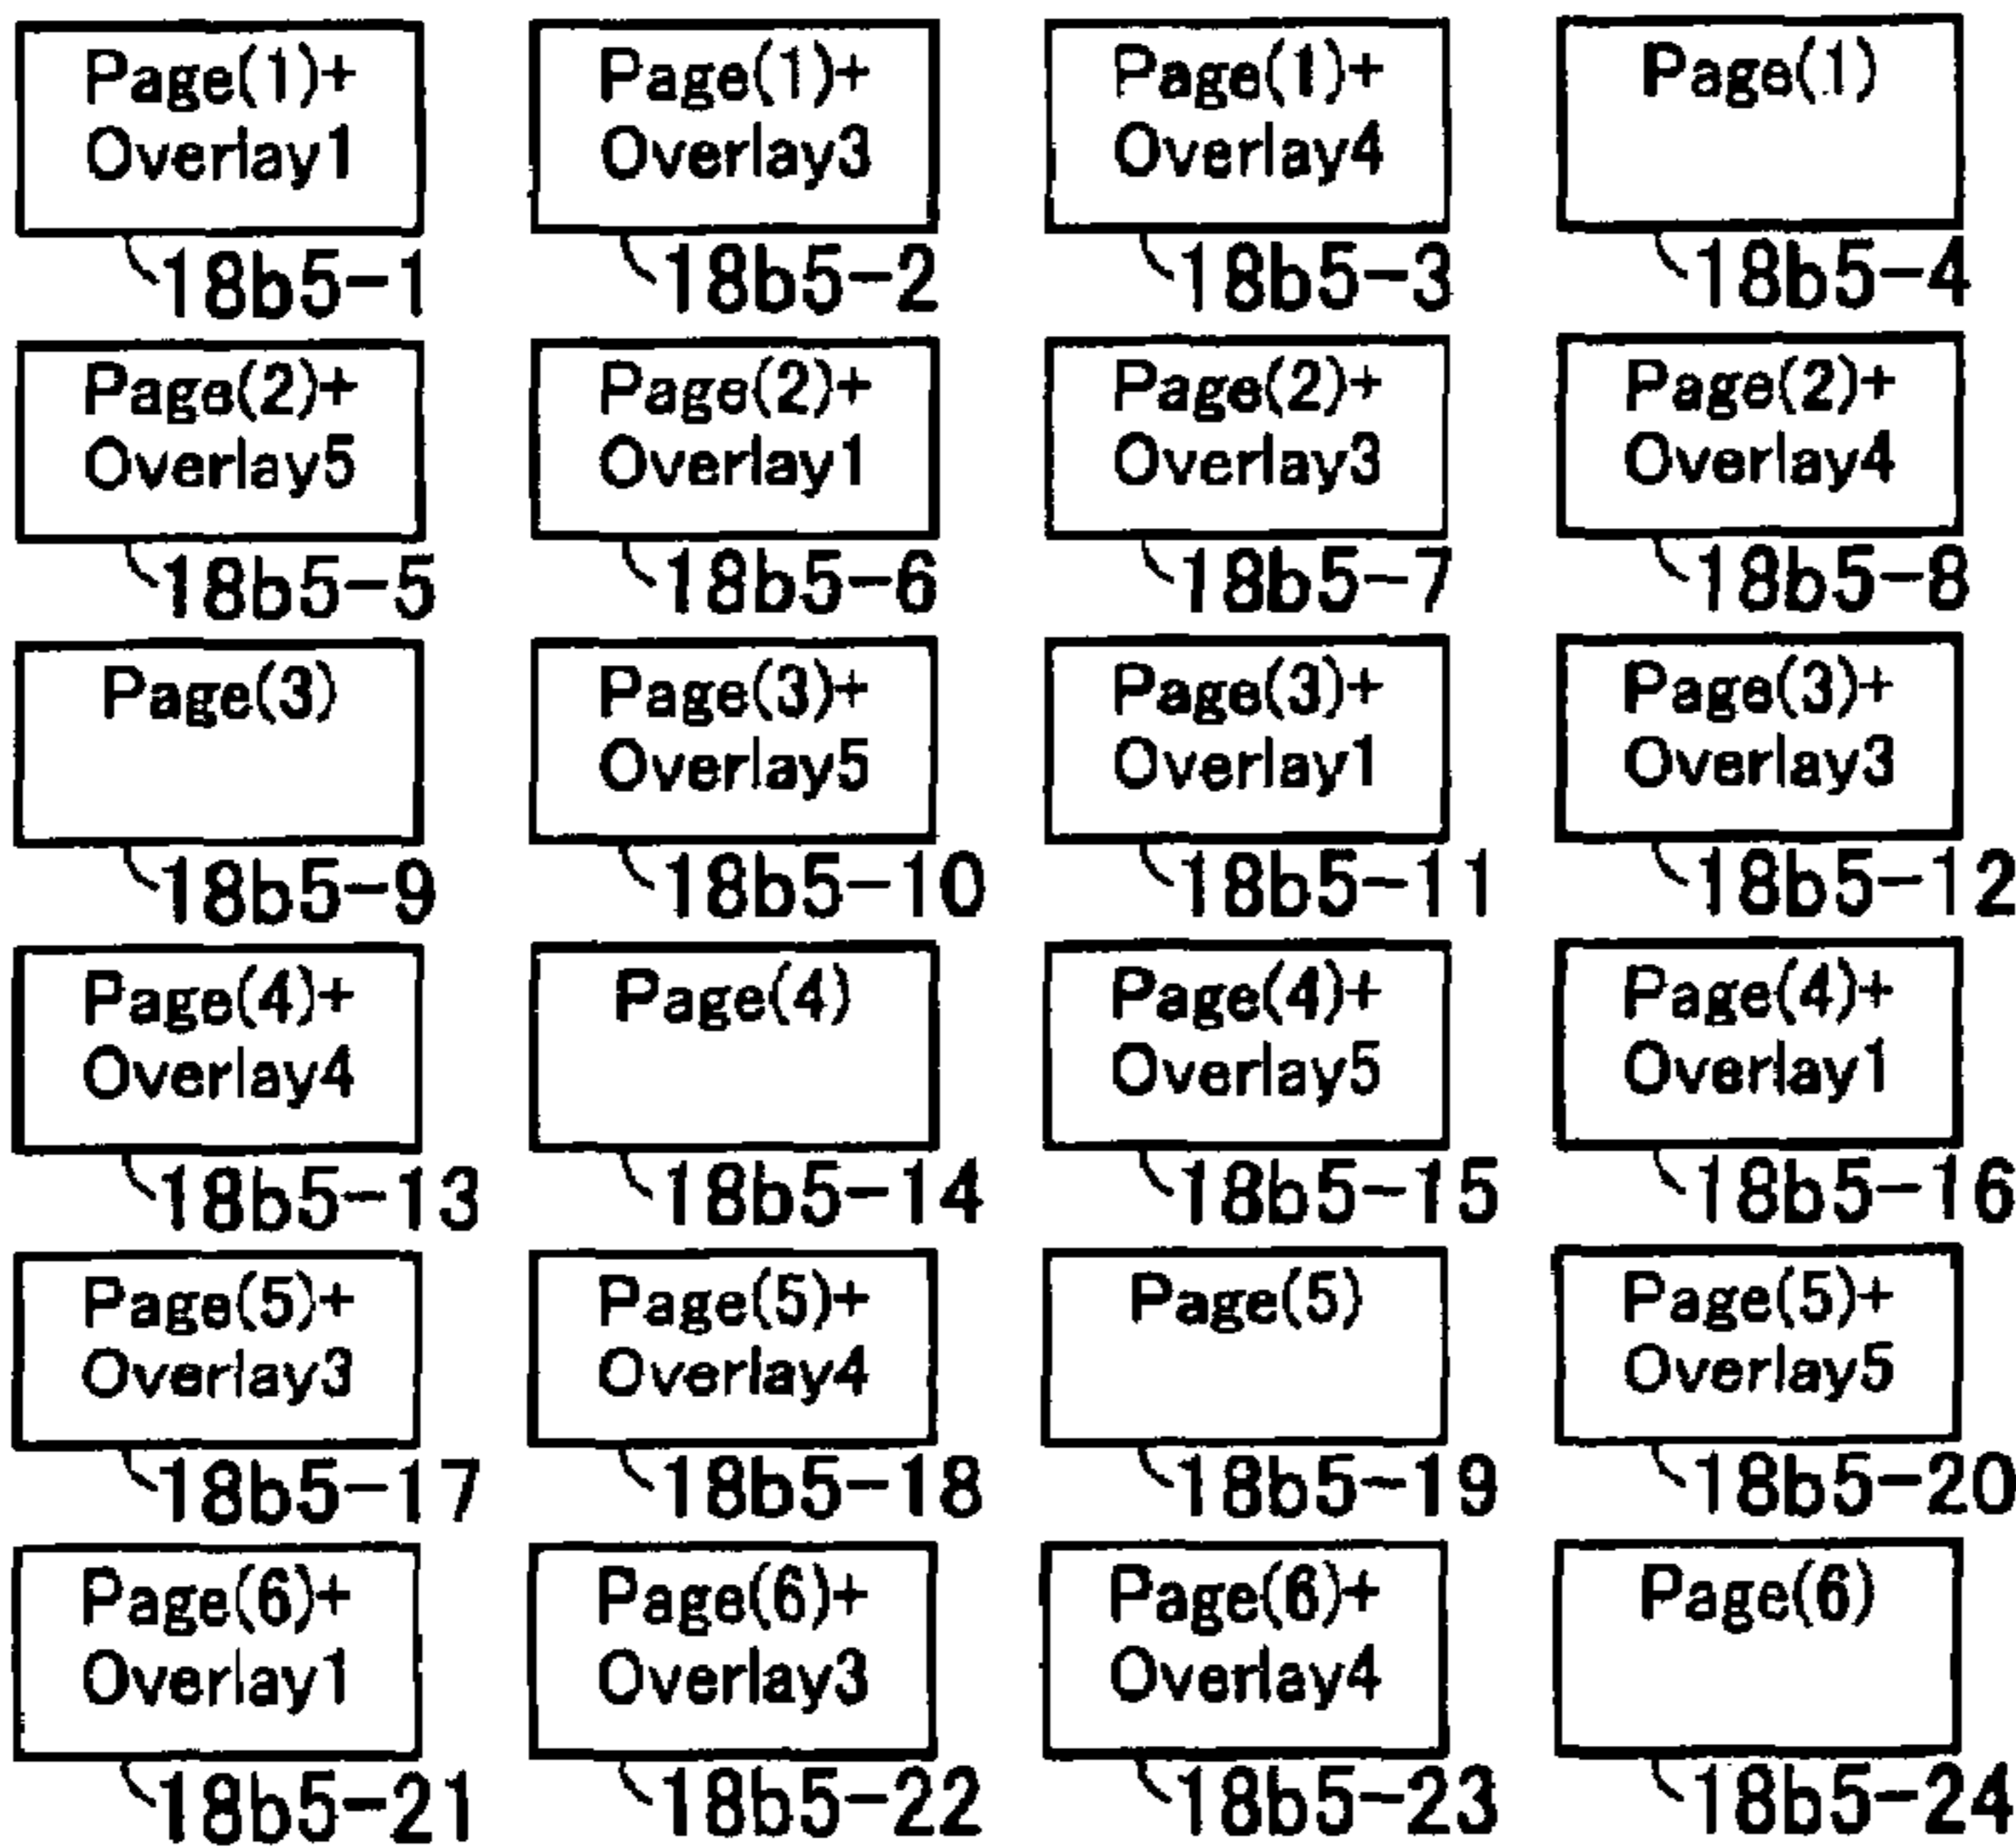 Page(1)+
Overlay1
18b5-1
Page(1)+
Overlay3
18b5-2
Page(1)+
Overlay4
18b5-3
Page(1)
18b5-4
Page(2)+
Overlay5
18b5-5
Page(2)+
Overlay1
18b5-6
Page(2)+
Overlay3
18b5-7
Page(2)+
Overlay4
18b5-8
Page(3)
18b5-9
Page(3)+
Overlay5
18b5-10
Page(3)+
Overlay1
18b5-11
Page(3)+
Overlay3
18b5-12
Page(4)+
Overlay4
18b5-13
Page(4)
18b5-14
Page(4)+
Overlay5
18b5-15
Page(4)+
Overlay1
18b5-16
Page(5)+
Overlay3
18b5-17
Page(5)+
Overlay4
18b5-18
Page(5)
18b5-19
Page(5)+
Overlay5
18b5-20
Page(6)+
Overlay1
18b5-21
Page(6)+
Overlay3
18b5-22
Page(6)+
Overlay4
18b5-23
Page(6)
18b5-24